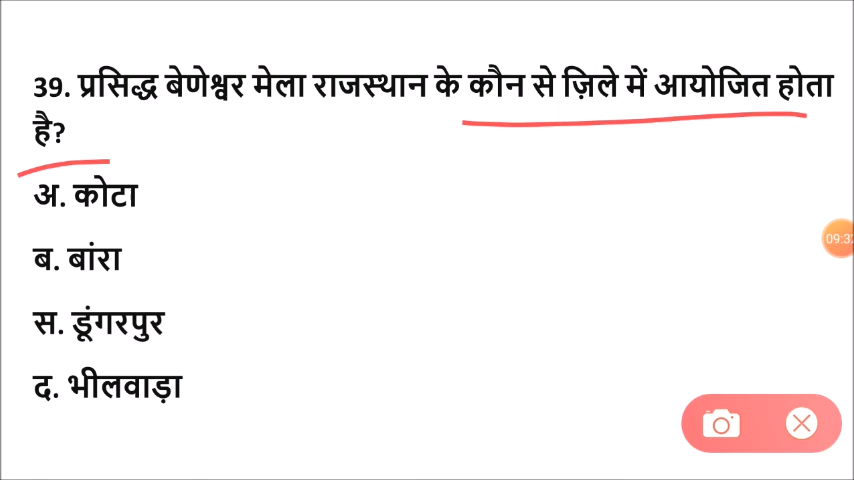 39. प्रसिद्ध बेणेश्वर मेला राजस्थान के कौन से ज़िले में आयोजित होता
है?
अ. कोटा
ब. बांरा
स. डूंगरपुर
द. भीलवाड़ा